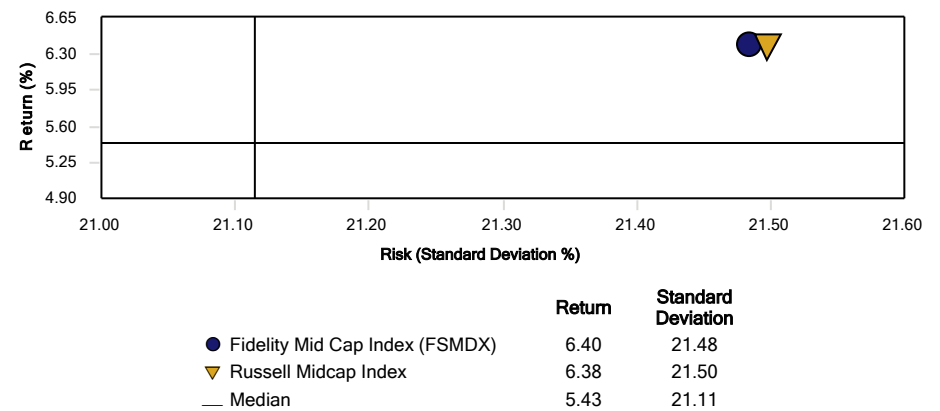 6.65
6.30
5.95
5.60
5.25
4.90
Return (%)
21.00 21.10 21.20 21.30 21.40 21.50 21.60
Risk (Standard Deviation %)
Return Standard Deviation
Fidelity Mid Cap Index (FSMDX) 6.40 21.48
Russell Midcap Index 6.38 21.50
Median 5.43 21.11